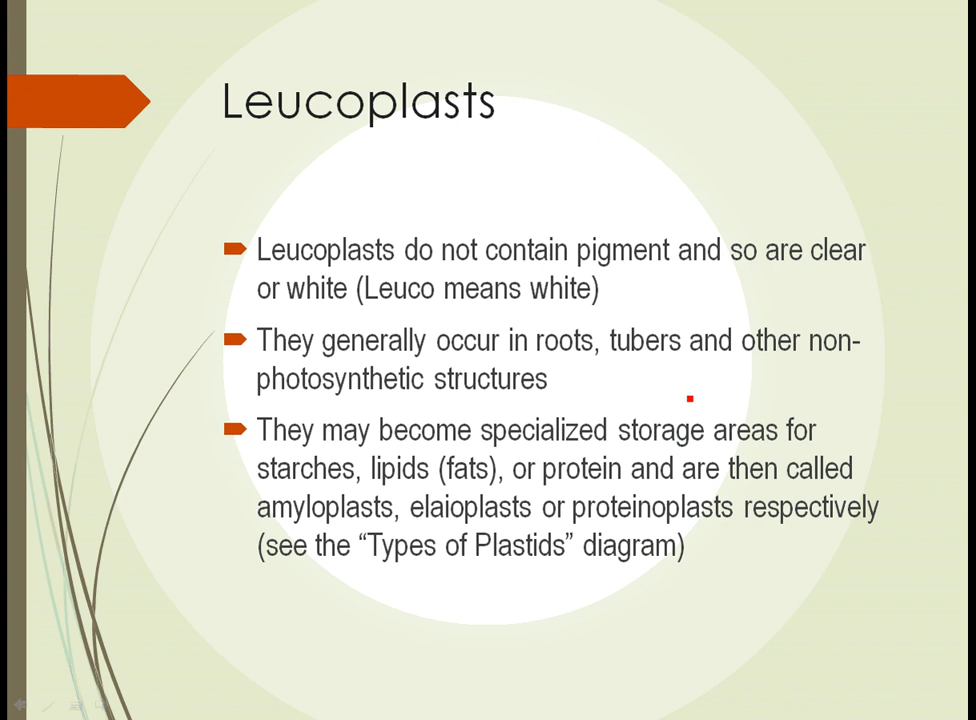 Leucoplasts
Leucoplasts do not contain pigment and so are clear
or white (Leuco means white)
They generally occur in roots, tubers and other non-
photosynthetic structures
They may become specialized storage areas for
starches, lipids (fats), or protein and are then called
amyloplasts, elaioplasts or proteinoplasts respectively
(see the “Types of Plastids” diagram)